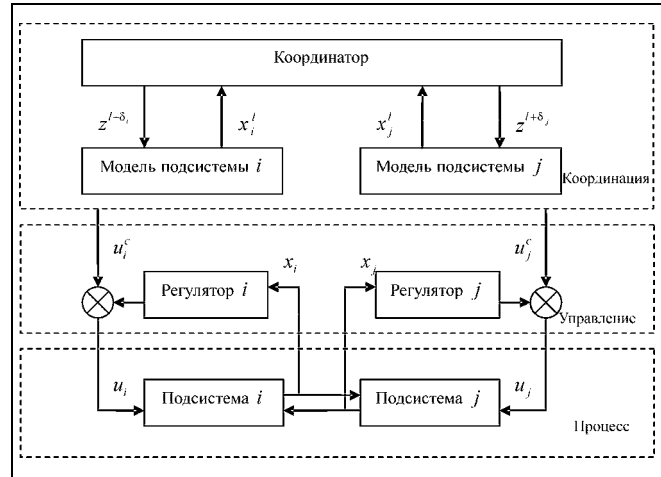 Координатор
z^{l-δ_i} x_i^l x_j^l z^{l+δ_j}
Модель подсистемы i Модель подсистемы j
Координация
u_i^c x_i x_j u_j^c
Регулятор i Регулятор j
Управление
u_i Подсистема i Подсистема j u_j
Процесс